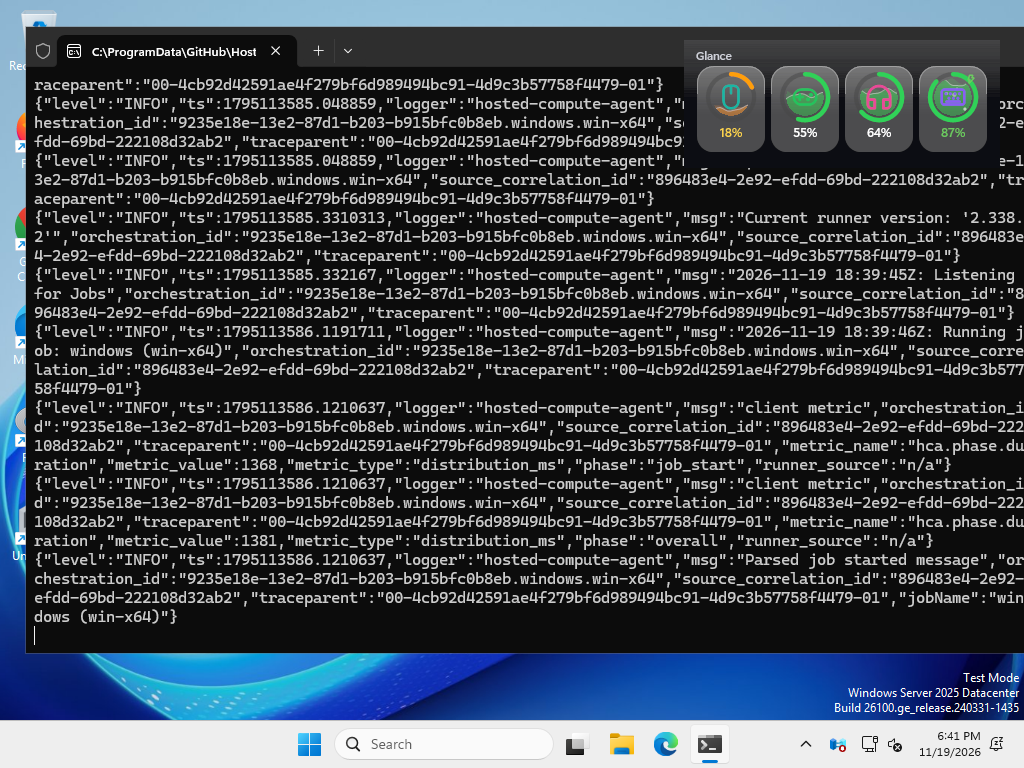 C:\ProgramData\GitHub\Host
Glance
18%
55%
64%
87%
raceparent":"00-4cb92d42591ae4f279bf6d989494bc91-4d9c3b57758f4479-01"}
{"level":"INFO","ts":1795113585.048859,"logger":"hosted-compute-agent",
hestration_id":"9235e18e-13e2-87d1-b203-b915bfc0b8eb.windows.win-x64",
fdd-69bd-222108d32ab2","traceparent":"00-4cb92d42591ae4f279bf6d989494bc91
{"level":"INFO","ts":1795113585.048859,"logger":"hosted-compute-agent",
3e2-87d1-b203-b915bfc0b8eb.windows.win-x64","source_correlation_id":"896483e4-2e92-efdd-69bd-222108d32ab2","tr
aceparent":"00-4cb92d42591ae4f279bf6d989494bc91-4d9c3b57758f4479-01"}
{"level":"INFO","ts":1795113585.3310313,"logger":"hosted-compute-agent","msg":"Current runner version: '2.338.
2'","orchestration_id":"9235e18e-13e2-87d1-b203-b915bfc0b8eb.windows.win-x64","source_correlation_id":"896483e
4-2e92-efdd-69bd-222108d32ab2","traceparent":"00-4cb92d42591ae4f279bf6d989494bc91-4d9c3b57758f4479-01"}
{"level":"INFO","ts":1795113585.332167,"logger":"hosted-compute-agent","msg":"2026-11-19 18:39:45Z: Listening
for Jobs","orchestration_id":"9235e18e-13e2-87d1-b203-b915bfc0b8eb.windows.win-x64","source_correlation_id":"8
96483e4-2e92-efdd-69bd-222108d32ab2","traceparent":"00-4cb92d42591ae4f279bf6d989494bc91-4d9c3b57758f4479-01"}
{"level":"INFO","ts":1795113586.1191711,"logger":"hosted-compute-agent","msg":"2026-11-19 18:39:46Z: Running j
ob: windows (win-x64)","orchestration_id":"9235e18e-13e2-87d1-b203-b915bfc0b8eb.windows.win-x64","source_corre
lation_id":"896483e4-2e92-efdd-69bd-222108d32ab2","traceparent":"00-4cb92d42591ae4f279bf6d989494bc91-4d9c3b577
58f4479-01"}
{"level":"INFO","ts":1795113586.1210637,"logger":"hosted-compute-agent","msg":"client metric","orchestration_i
d":"9235e18e-13e2-87d1-b203-b915bfc0b8eb.windows.win-x64","source_correlation_id":"896483e4-2e92-efdd-69bd-222
108d32ab2","traceparent":"00-4cb92d42591ae4f279bf6d989494bc91-4d9c3b57758f4479-01","metric_name":"hca.phase.du
ration","metric_value":1368,"metric_type":"distribution_ms","phase":"job_start","runner_source":"n/a"}
{"level":"INFO","ts":1795113586.1210637,"logger":"hosted-compute-agent","msg":"client metric","orchestration_i
d":"9235e18e-13e2-87d1-b203-b915bfc0b8eb.windows.win-x64","source_correlation_id":"896483e4-2e92-efdd-69bd-222
108d32ab2","traceparent":"00-4cb92d42591ae4f279bf6d989494bc91-4d9c3b57758f4479-01","metric_name":"hca.phase.du
ration","metric_value":1381,"metric_type":"distribution_ms","phase":"overall","runner_source":"n/a"}
{"level":"INFO","ts":1795113586.1210637,"logger":"hosted-compute-agent","msg":"Parsed job started message","or
chestration_id":"9235e18e-13e2-87d1-b203-b915bfc0b8eb.windows.win-x64","source_correlation_id":"896483e4-2e92-
efdd-69bd-222108d32ab2","traceparent":"00-4cb92d42591ae4f279bf6d989494bc91-4d9c3b57758f4479-01","jobName":"win
dows (win-x64)"}
Test Mode
Windows Server 2025 Datacenter
Build 26100.ge_release.240331-1435
Search
6:41 PM
11/19/2026